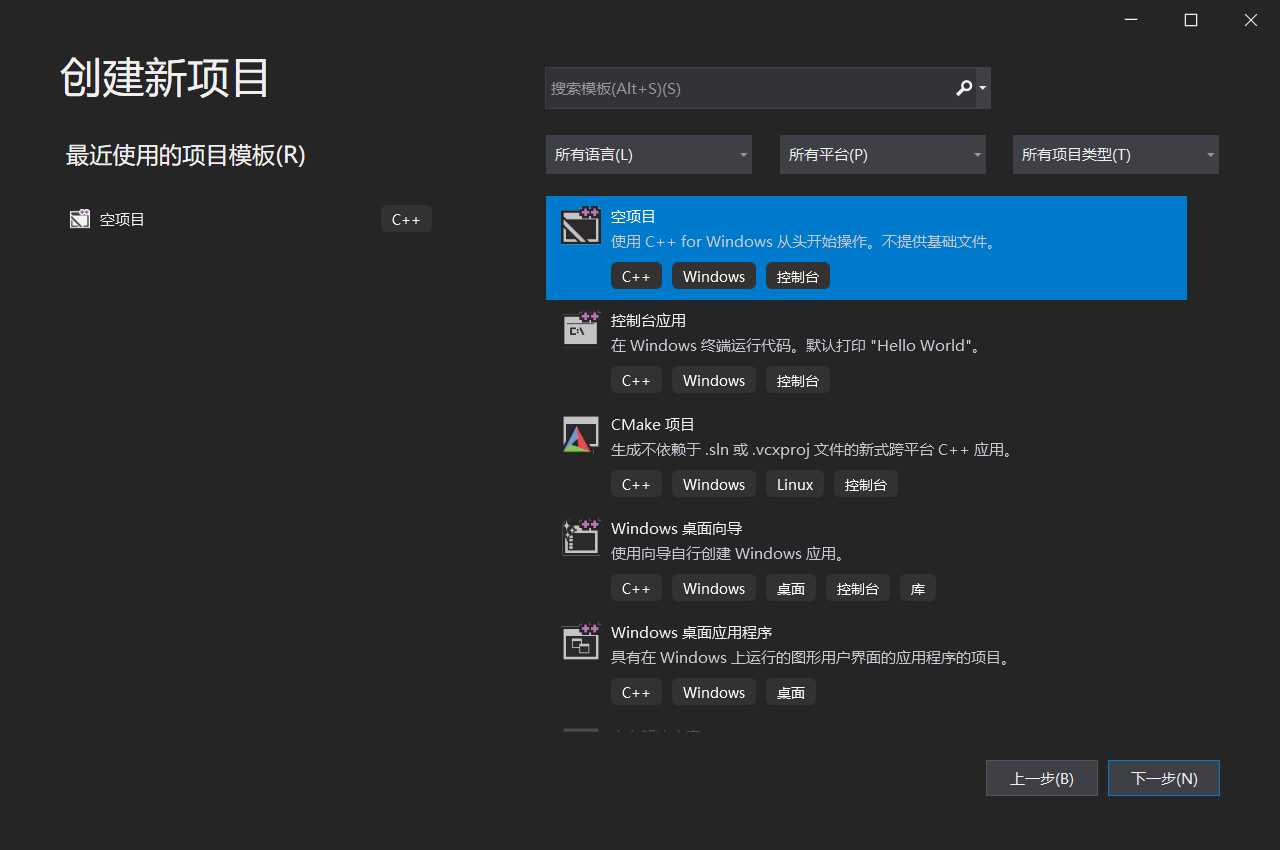 创建新项目
搜索模板(Alt+S)(S)
最近使用的项目模板(R)
所有语言(L)
所有平台(P)
所有项目类型(T)
空项目
C++
空项目
使用 C++ for Windows 从头开始操作。不提供基础文件。
C++ Windows 控制台
控制台应用
在 Windows 终端运行代码。默认打印 "Hello World"。
C++ Windows 控制台
CMake 项目
生成不依赖于 .sln 或 .vcxproj 文件的新式跨平台 C++ 应用。
C++ Windows Linux 控制台
Windows 桌面向导
使用向导自行创建 Windows 应用。
C++ Windows 桌面 控制台 库
Windows 桌面应用程序
具有在 Windows 上运行的图形用户界面的应用程序的项目。
C++ Windows 桌面
上一步(B)
下一步(N)